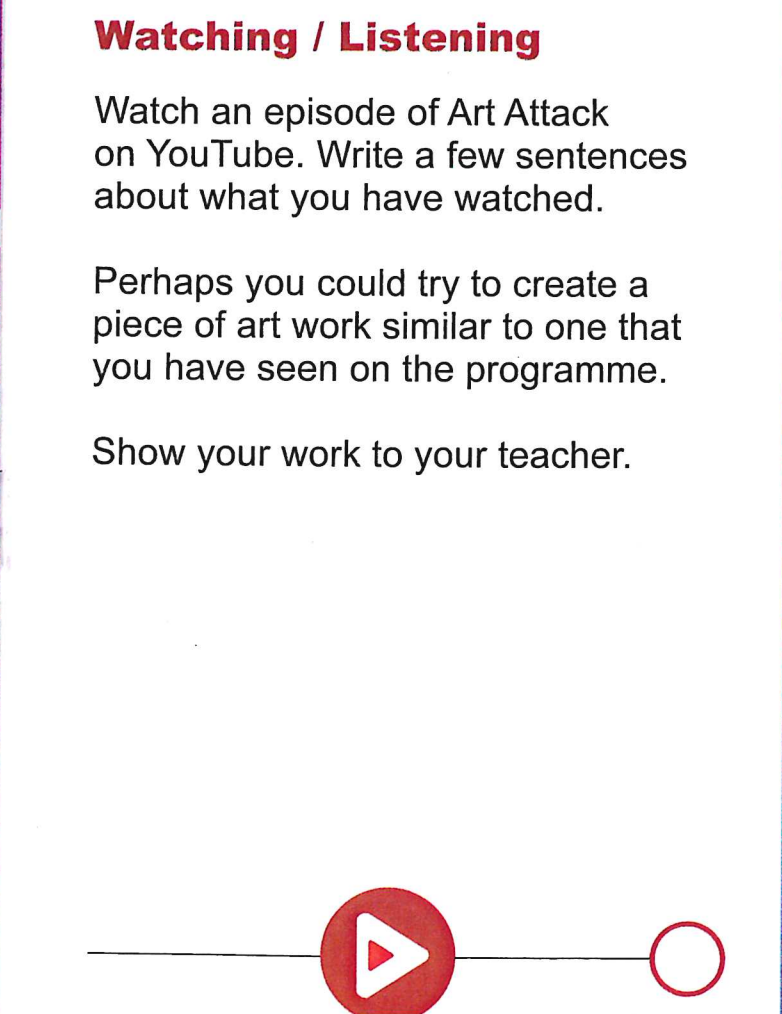 Watching / Listening
Watch an episode of Art Attack
on YouTube. Write a few sentences
about what you have watched.
Perhaps you could try to create a
piece of art work similar to one that
you have seen on the programme.
Show your work to your teacher.